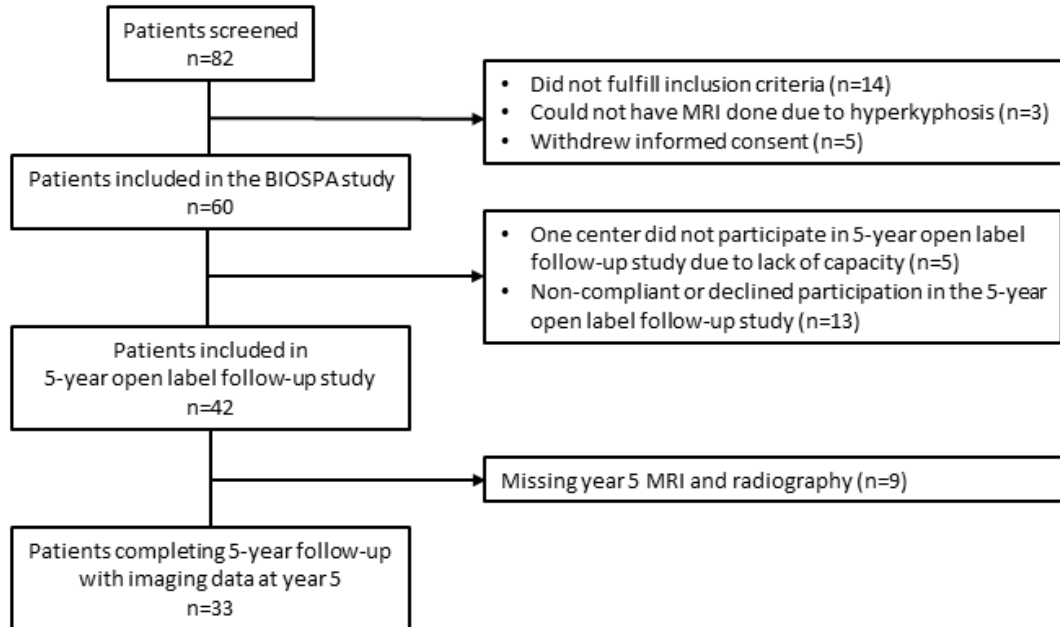 Patients screened
n=82
• Did not fulfill inclusion criteria (n=14)
• Could not have MRI done due to hyperkyphosis (n=3)
• Withdrew informed consent (n=5)
Patients included in the BIOSPA study
n=60
• One center did not participate in 5-year open label
follow-up study due to lack of capacity (n=5)
• Non-compliant or declined participation in the 5-year
open label follow-up study (n=13)
Patients included in
5-year open label follow-up study
n=42
Missing year 5 MRI and radiography (n=9)
Patients completing 5-year follow-up
with imaging data at year 5
n=33